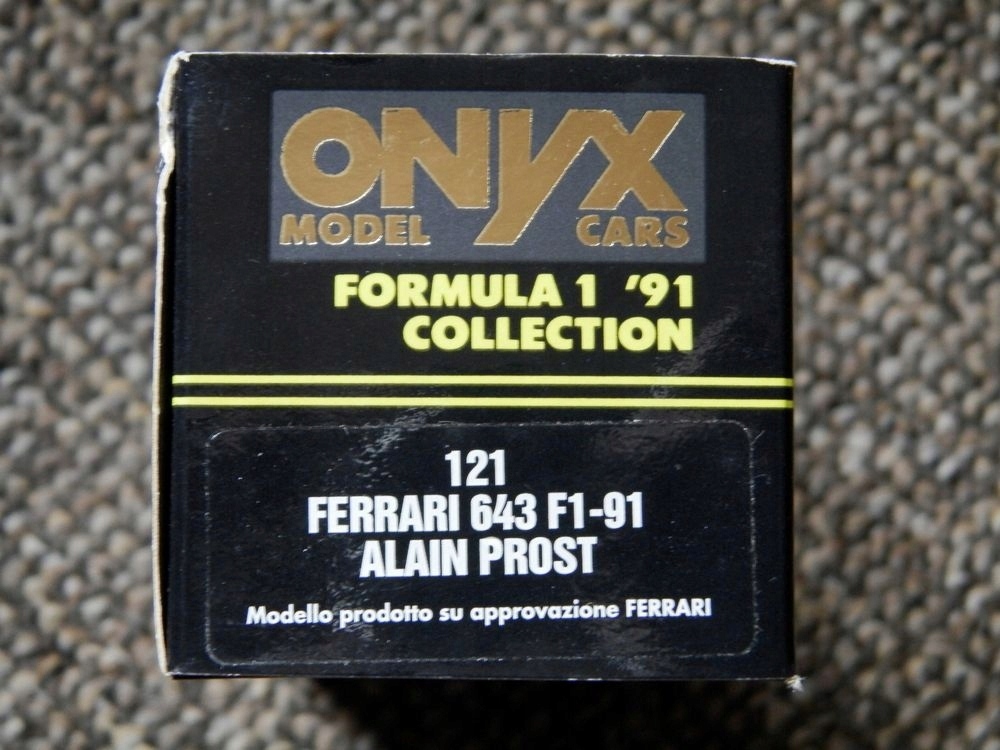 ONYX
MODEL CARS
FORMULA 1 '91
COLLECTION
121
FERRARI 643 F1-91
ALAIN PROST
Modello prodotto su approvazione FERRARI